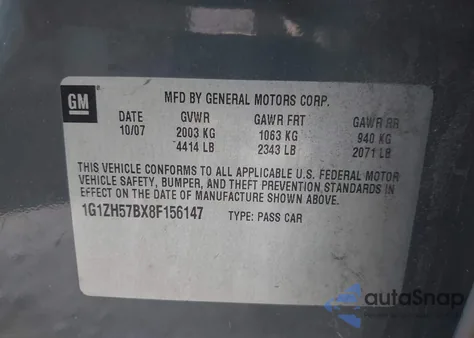 GM
MFD BY GENERAL MOTORS CORP.
DATE GVWR GAWR FRT GAWR RR
10/07 2003 KG 1063 KG 940 KG
4414 LB 2343 LB 2071 LB
THIS VEHICLE CONFORMS TO ALL APPLICABLE U.S. FEDERAL MOTOR
VEHICLE SAFETY, BUMPER, AND THEFT PREVENTION STANDARDS IN
EFFECT ON THE DATE OF MANUFACTURE SHOWN ABOVE.
1G1ZH57BX8F156147 TYPE: PASS CAR
autaSnap